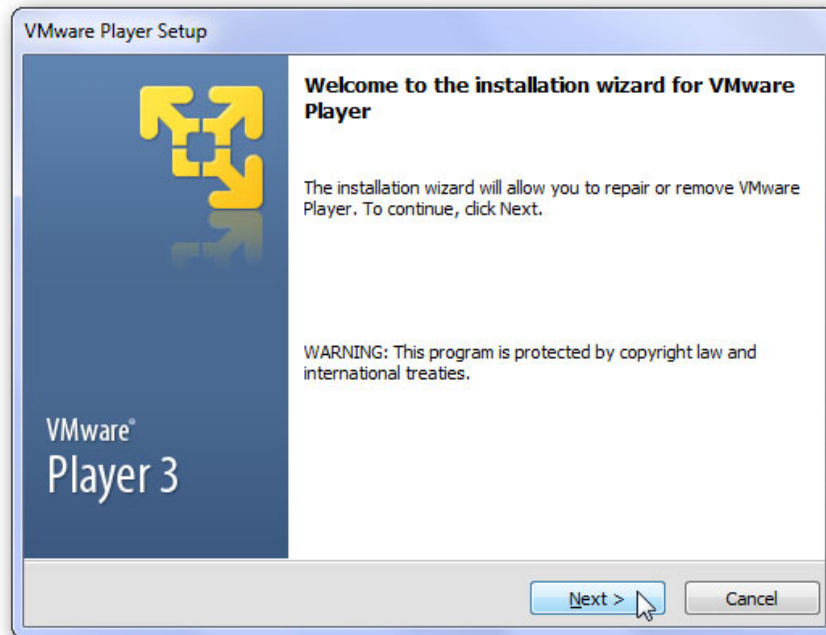 VMware Player Setup
Welcome to the installation wizard for VMware
Player
The installation wizard will allow you to repair or remove VMware
Player. To continue, click Next.
WARNING: This program is protected by copyright law and
international treaties.
VMware®
Player 3
Next >
Cancel